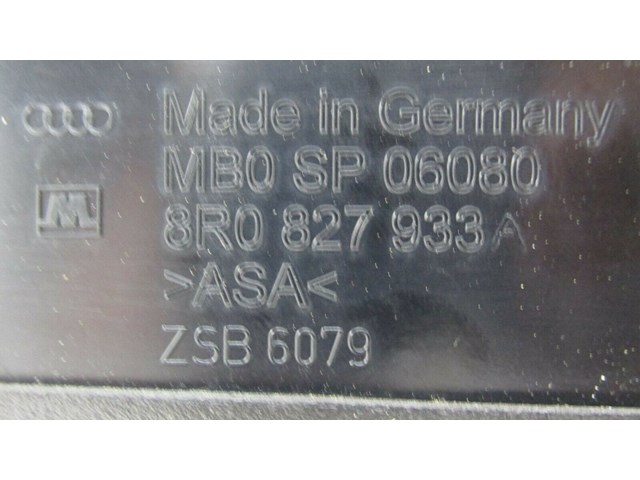 Made in Germany
MB0 SP 06080
8R0 827 933 A
>ASA<
ZSB 6079